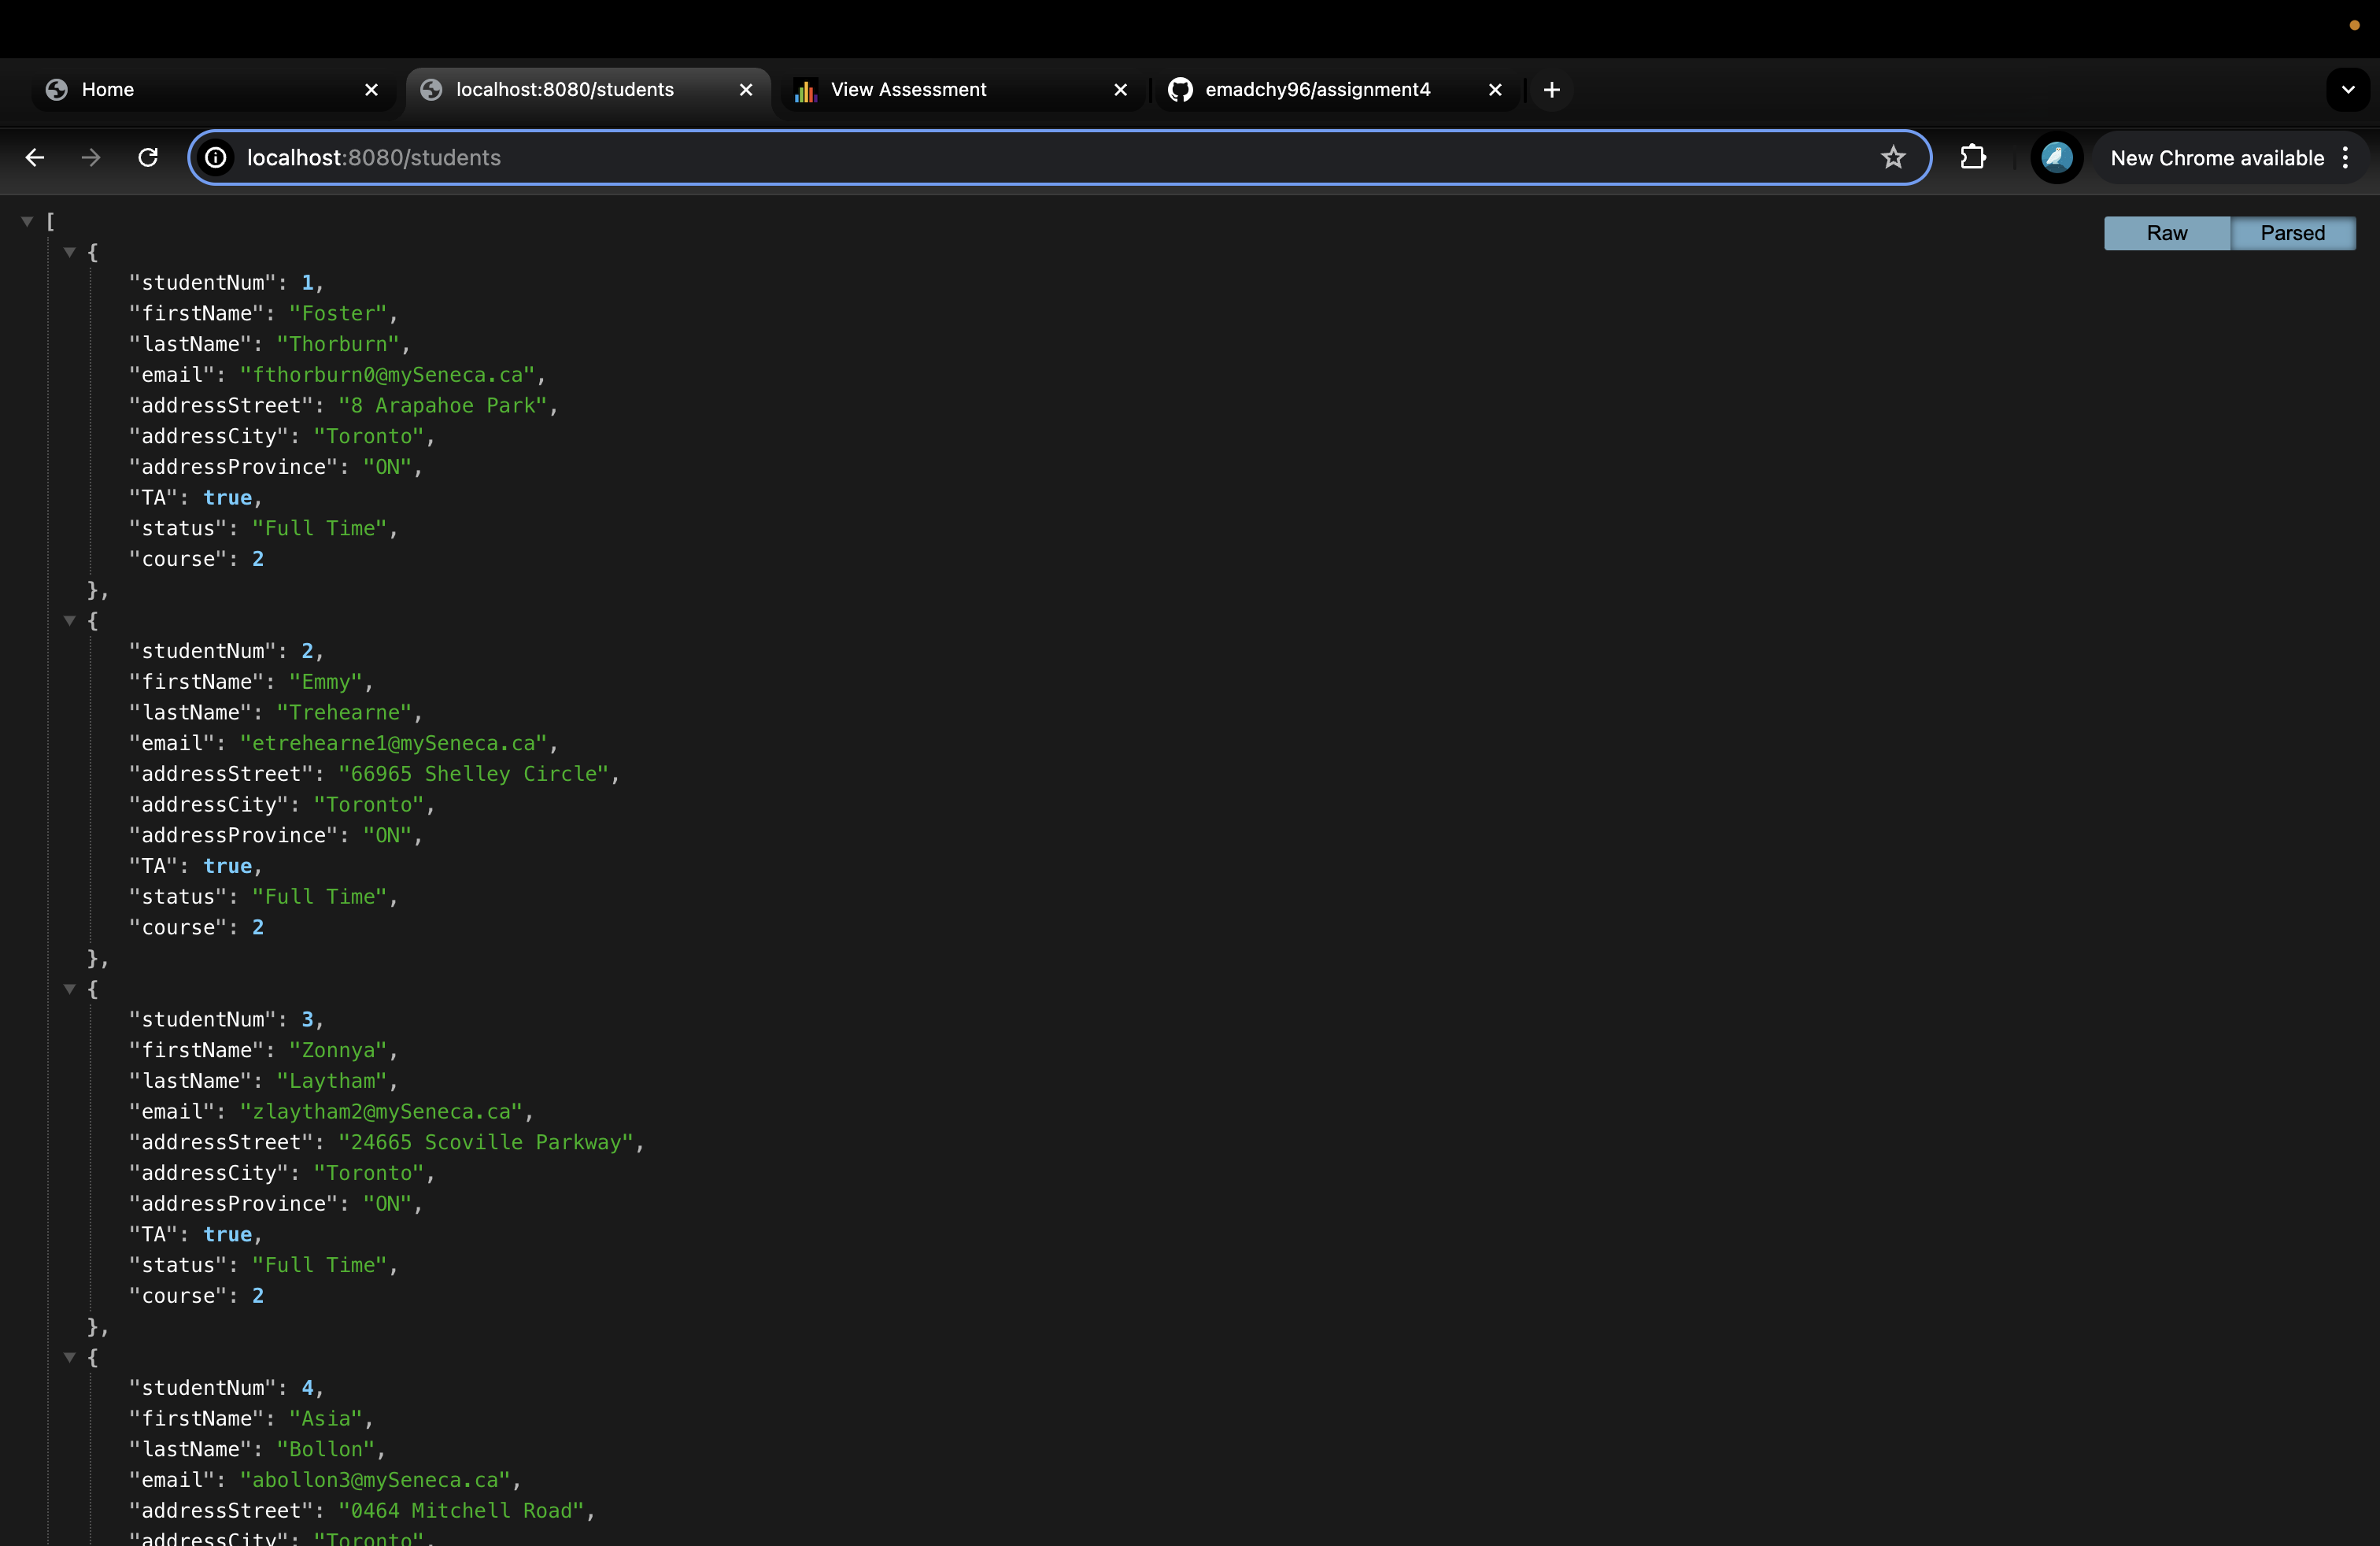 Home
localhost:8080/students
View Assessment
emadchy96/assignment4
localhost:8080/students
New Chrome available
Raw
Parsed
[
{
"studentNum": 1,
"firstName": "Foster",
"lastName": "Thorburn",
"email": "fthorburn0@mySeneca.ca",
"addressStreet": "8 Arapahoe Park",
"addressCity": "Toronto",
"addressProvince": "ON",
"TA": true,
"status": "Full Time",
"course": 2
},
{
"studentNum": 2,
"firstName": "Emmy",
"lastName": "Trehearne",
"email": "etrehearne1@mySeneca.ca",
"addressStreet": "66965 Shelley Circle",
"addressCity": "Toronto",
"addressProvince": "ON",
"TA": true,
"status": "Full Time",
"course": 2
},
{
"studentNum": 3,
"firstName": "Zonnya",
"lastName": "Laytham",
"email": "zlaytham2@mySeneca.ca",
"addressStreet": "24665 Scoville Parkway",
"addressCity": "Toronto",
"addressProvince": "ON",
"TA": true,
"status": "Full Time",
"course": 2
},
{
"studentNum": 4,
"firstName": "Asia",
"lastName": "Bollon",
"email": "abollon3@mySeneca.ca",
"addressStreet": "0464 Mitchell Road",
"addressCity": "Toronto",